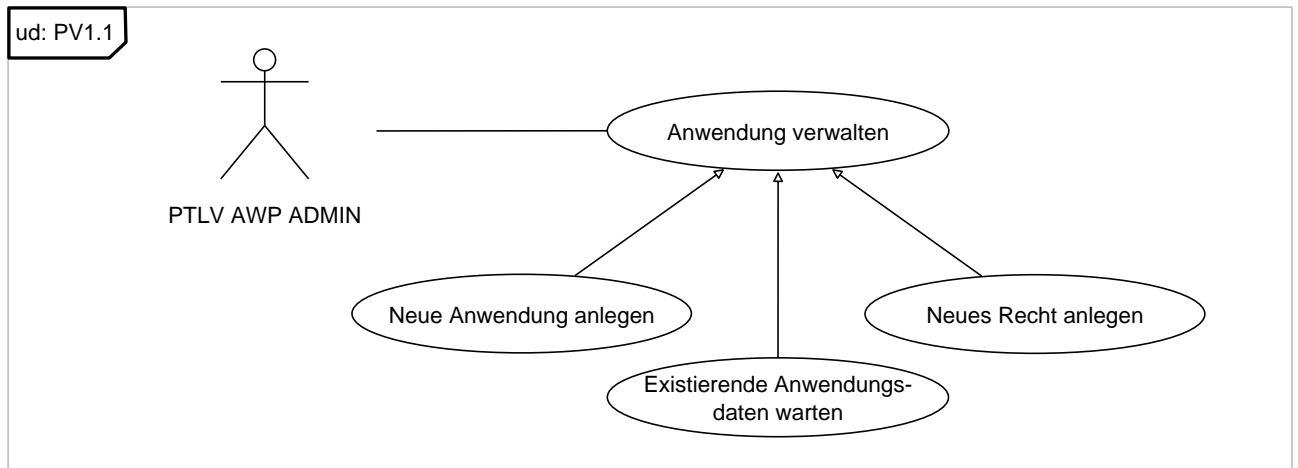 ud: PV1.1
Anwendung verwalten
PTLV AWP ADMIN
Neue Anwendung anlegen
Neues Recht anlegen
Existierende Anwendungs-
daten warten